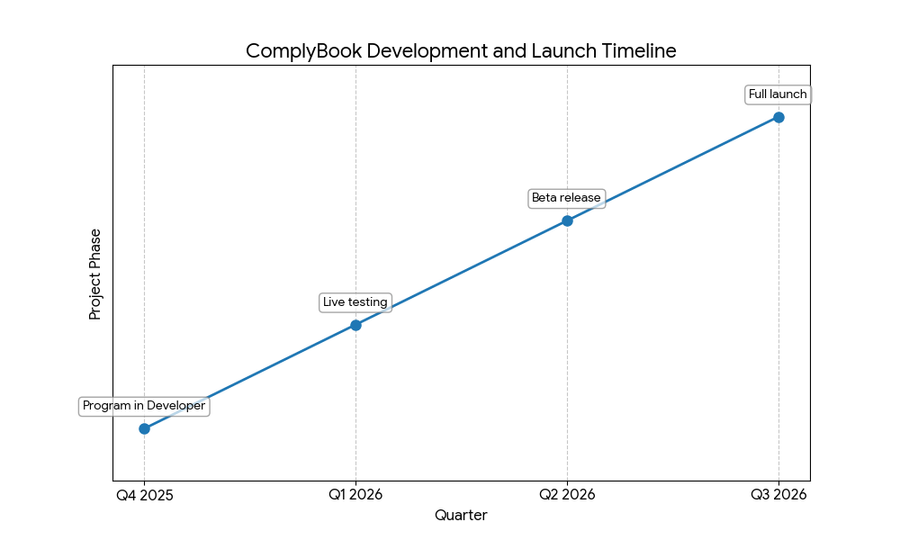 ComplyBook Development and Launch Timeline
Full launch
Beta release
Live testing
Program in Developer
Project Phase
Q4 2025
Q1 2026
Q2 2026
Q3 2026
Quarter